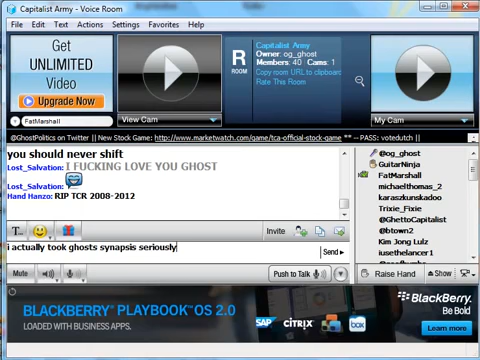 Capitalist Army - Voice Room
File Edit Text Actions Settings Favorites Help
Get
UNLIMITED
Video
Upgrade Now
FatMarshall
View Cam
R
ROOM
Capitalist Army
Owner: og_ghost
Members: 40 Cams: 1
Copy room URL to clipboard
Rate This Room
My Cam
@GhostPolitics on Twitter || New Stock Game: http://www.marketwatch.com/game/tca-official-stock-game ** -- PASS: votedutch ||
you should never shift
Lost_Salvation: I FUCKING LOVE YOU GHOST
Lost_Salvation:
Hand Hanzo: RIP TCR 2008-2012
T...
Invite
i actually took ghosts synapsis seriously
Send
Mute
Push to Talk
@og_ghost
GuitarNinja
FatMarshall
michaelthomas_2
karaszkunskadoo
Trixie_Fixie
@GhettoCapitalist
@btown2
Kim Jong Lulz
iusethelancer1
Raise Hand
Show
BLACKBERRY PLAYBOOK OS 2.0
LOADED WITH BUSINESS APPS.
SAP
CITRIX
box
BlackBerry.
Be Bold
Learn more